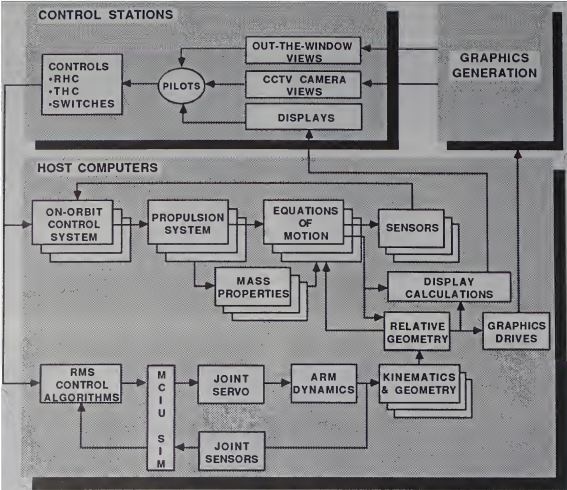 CONTROL STATIONS
CONTROLS
•RHC
•THC
•SWITCHES
PILOTS
OUT-THE-WINDOW
VIEWS
CCTV CAMERA
VIEWS
DISPLAYS
GRAPHICS
GENERATION
HOST COMPUTERS
ON-ORBIT
CONTROL
SYSTEM
PROPULSION
SYSTEM
EQUATIONS
OF
MOTION
SENSORS
MASS
PROPERTIES
DISPLAY
CALCULATIONS
RELATIVE
GEOMETRY
GRAPHICS
DRIVES
RMS
CONTROL
ALGORITHMS
MCIU SIM
JOINT
SERVO
ARM
DYNAMICS
KINEMATICS
& GEOMETRY
JOINT
SENSORS